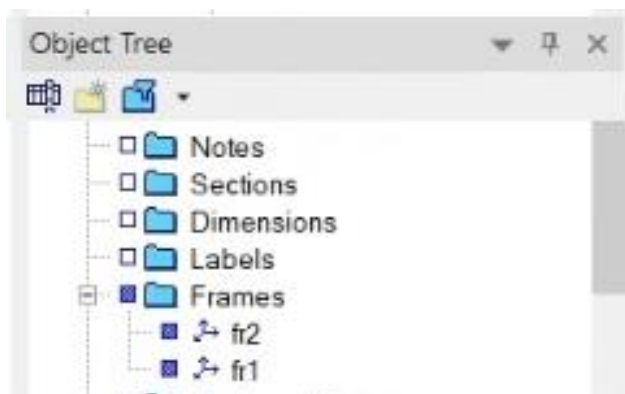 Object Tree
Notes
Sections
Dimensions
Labels
Frames
fr2
fr1